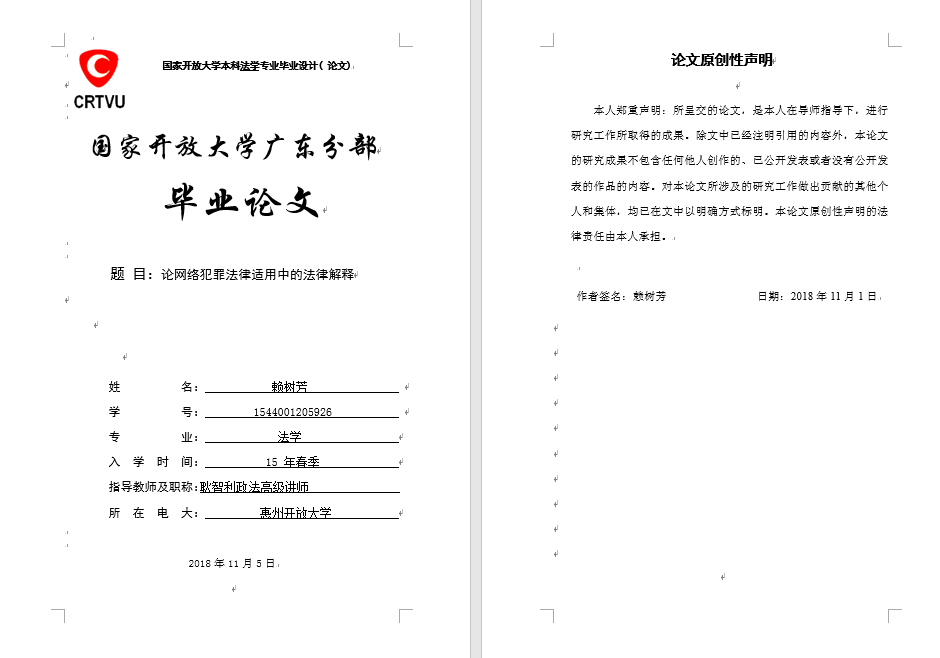 CRTVU
国家开放大学本科法学专业毕业设计（论文）
国家开放大学广东分部
毕业论文
题 目：论网络犯罪法律适用中的法律解释
姓 名：赖树芳
学 号：1544001205926
专 业：法学
入 学 时 间：15 年春季
指导教师及职称：耿智利政法高级讲师
所 在 电 大：惠州开放大学
2018 年 11 月 5 日
论文原创性声明
本人郑重声明：所呈交的论文，是本人在导师指导下，进行
研究工作所取得的成果。除文中已经注明引用的内容外，本论文
的研究成果不包含任何他人创作的、已公开发表或者没有公开发
表的作品的内容。对本论文所涉及的研究工作做出贡献的其他个
人和集体，均已在文中以明确方式标明。本论文原创性声明的法
律责任由本人承担。
作者签名：赖树芳 日期：2018 年 11 月 1 日